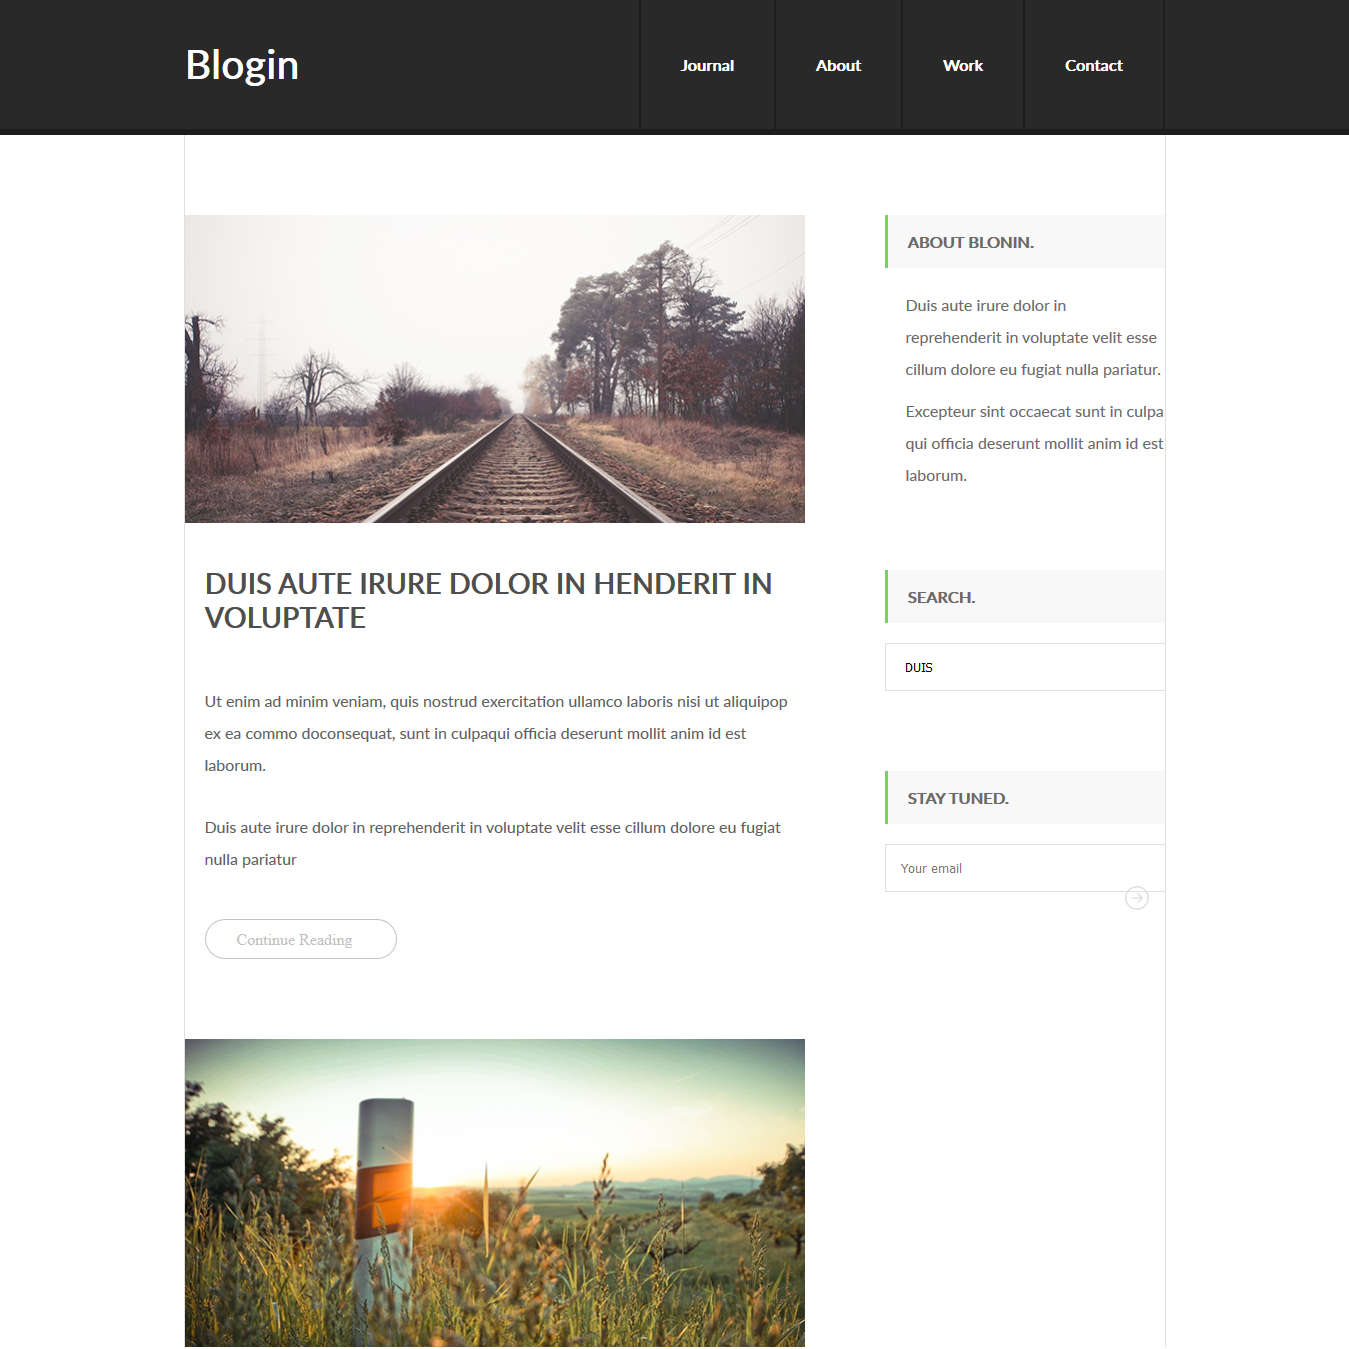 Blogin
Journal
About
Work
Contact
DUIS AUTE IRURE DOLOR IN HENDERIT IN
VOLUPTATE
Ut enim ad minim veniam, quis nostrud exercitation ullamco laboris nisi ut aliquipop
ex ea commo doconsequat, sunt in culpaqui officia deserunt mollit anim id est
laborum.
Duis aute irure dolor in reprehenderit in voluptate velit esse cillum dolore eu fugiat
nulla pariatur
Continue Reading
ABOUT BLONIN.
Duis aute irure dolor in
reprehenderit in voluptate velit esse
cillum dolore eu fugiat nulla pariatur.
Excepteur sint occaecat sunt in culpa
qui officia deserunt mollit anim id est
laborum.
SEARCH.
DUIS
STAY TUNED.
Your email